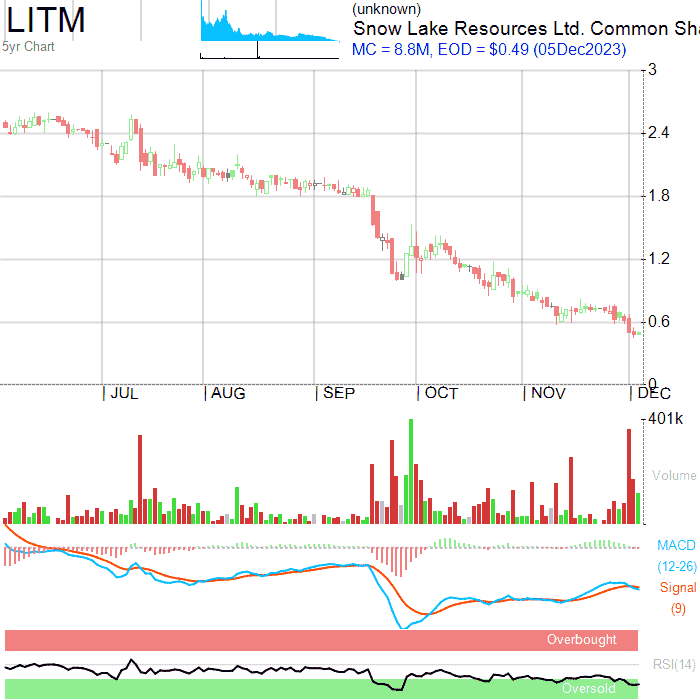 LITM
5yr Chart
(unknown)
Snow Lake Resources Ltd. Common Sha
MC = 8.8M, EOD = $0.49 (05Dec2023)
3
2.4
1.8
1.2
0.6
0
JUL AUG SEP OCT NOV DEC
401k
Volume
MACD
(12-26)
Signal
(9)
Overbought
RSI(14)
Oversold